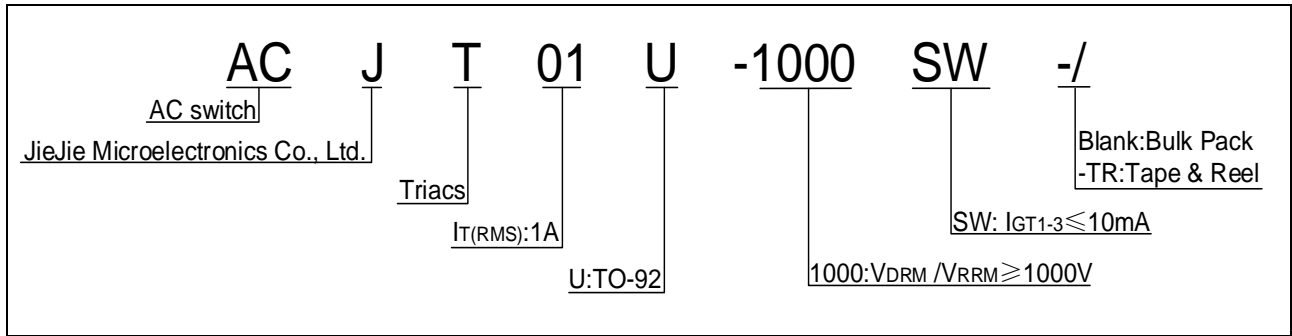 AC J T 01 U -1000 SW -/
AC switch
JieJie Microelectronics Co., Ltd.
Blank:Bulk Pack
-TR:Tape & Reel
Triacs
SW: IGT1-3≤10mA
IT(RMS):1A
U:TO-92
1000:VDRM /VRRM≥1000V